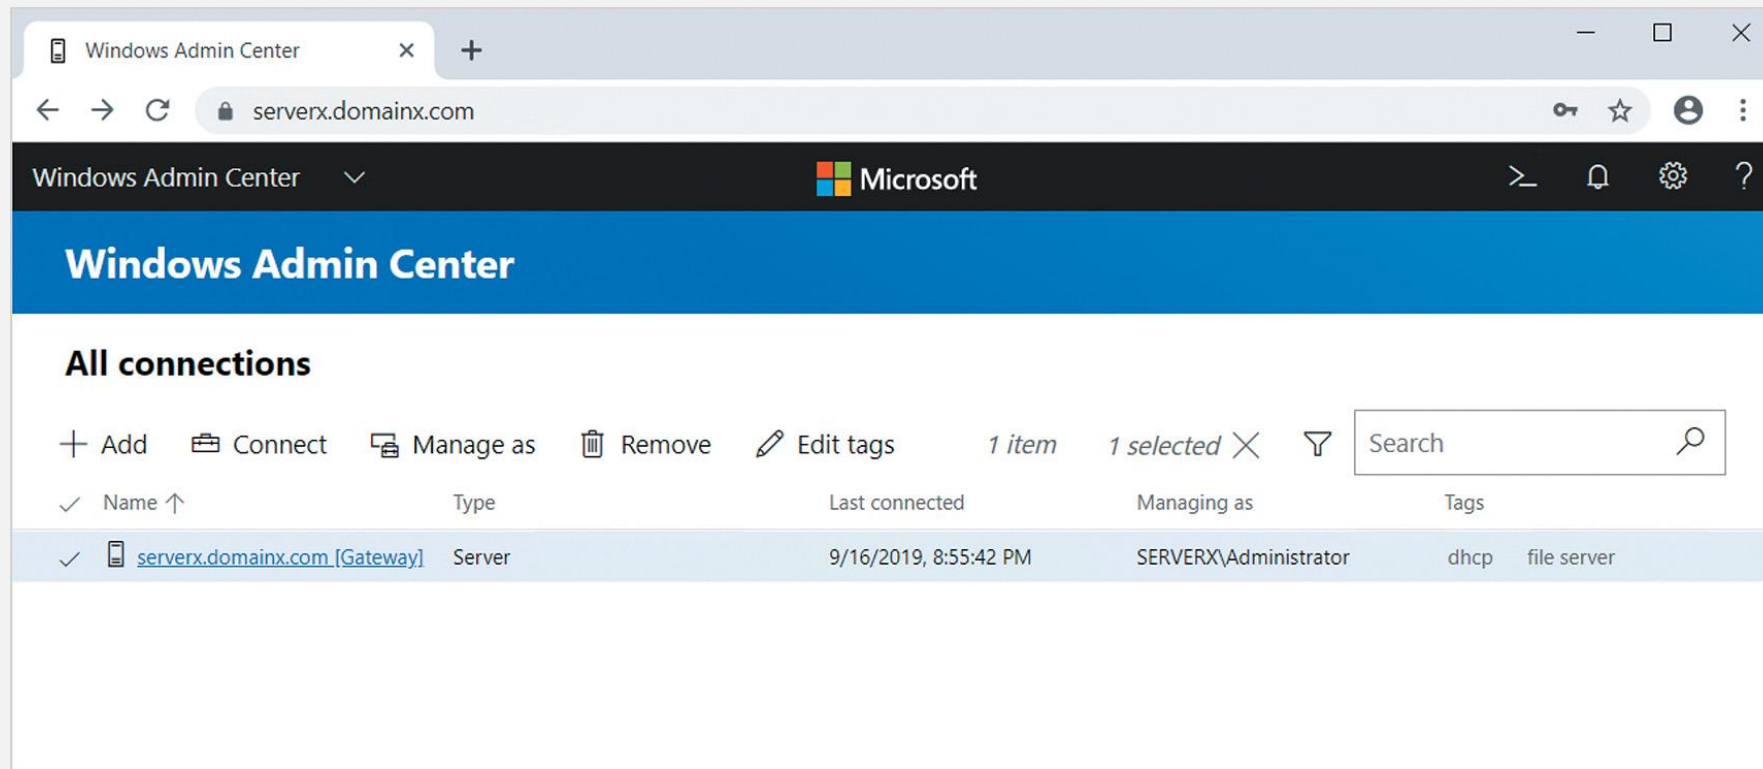 Windows Admin Center
serverx.domainx.com
Windows Admin Center Microsoft >_ ?
Windows Admin Center
All connections
Add Connect Manage as Remove Edit tags 1 item 1 selected Search
Name Type Last connected Managing as Tags
serverx.domainx.com [Gateway] Server 9/16/2019, 8:55:42 PM SERVERX\Administrator dhcp file server